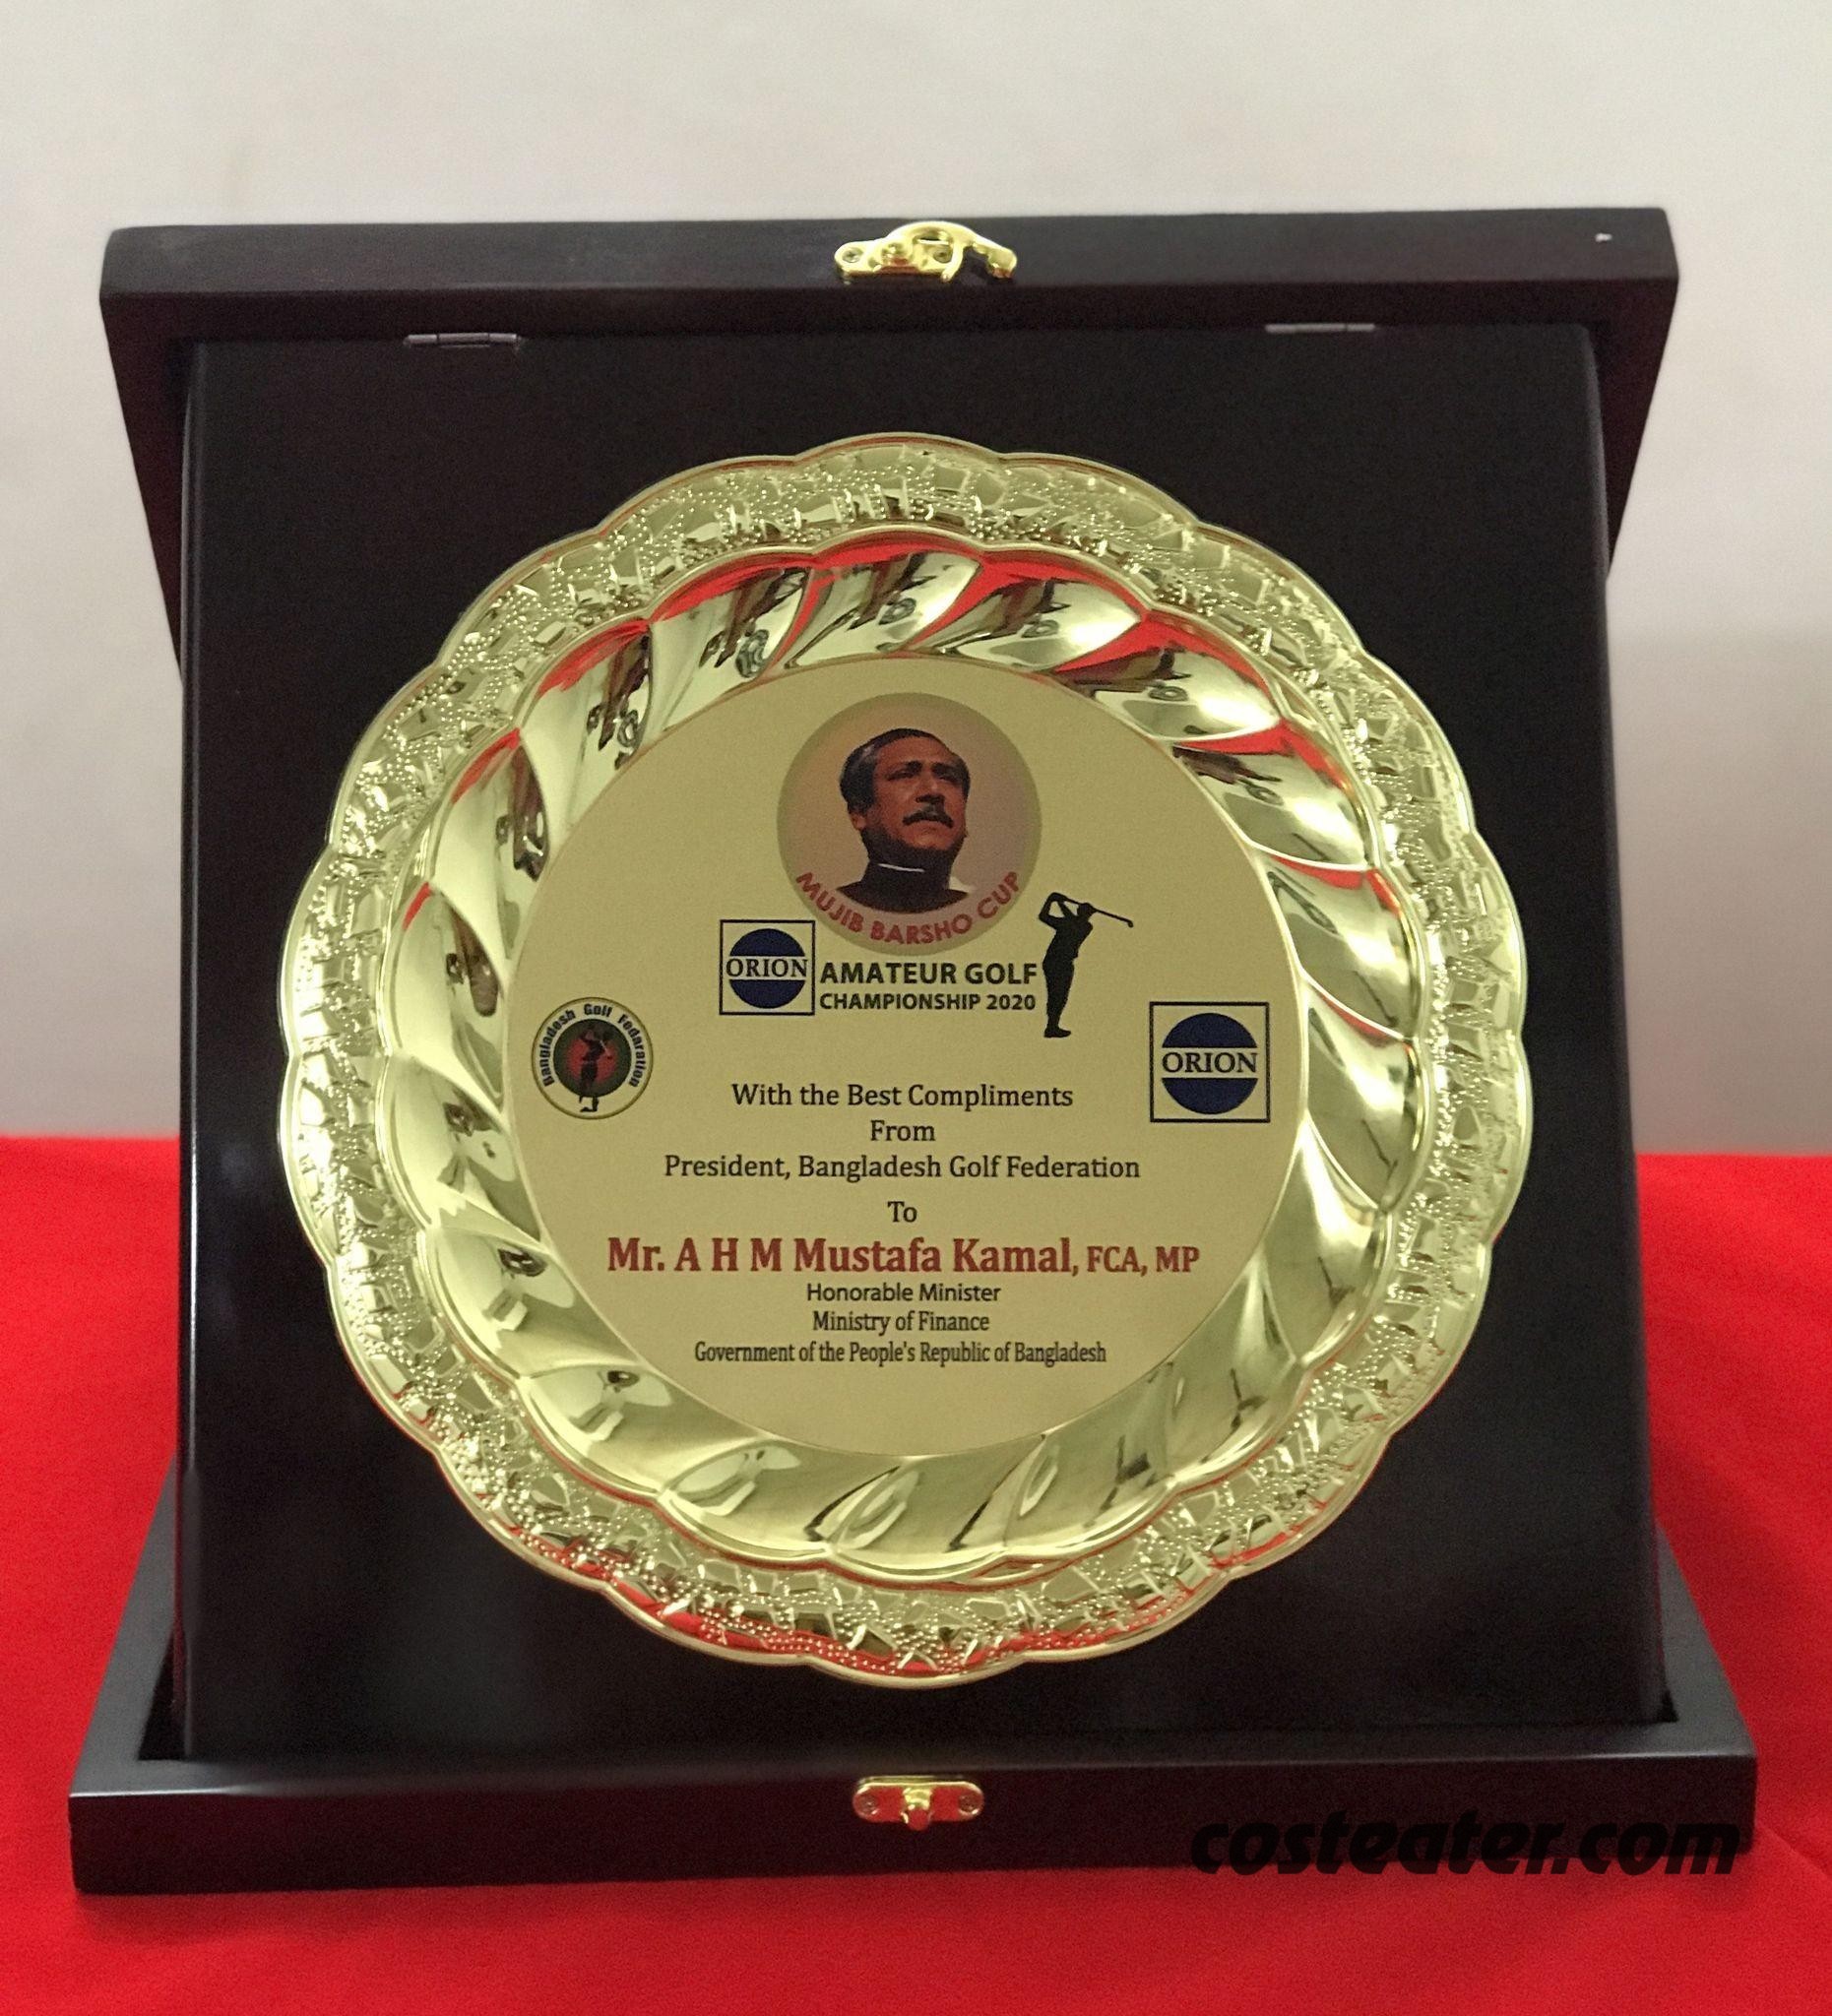 MUJIB BARSHO CUP
ORION
AMATEUR GOLF
CHAMPIONSHIP 2020
Bangladesh Golf Fedaration
ORION
With the Best Compliments
From
President, Bangladesh Golf Federation
To
Mr. A H M Mustafa Kamal, FCA, MP
Honorable Minister
Ministry of Finance
Government of the People's Republic of Bangladesh
costeater.com